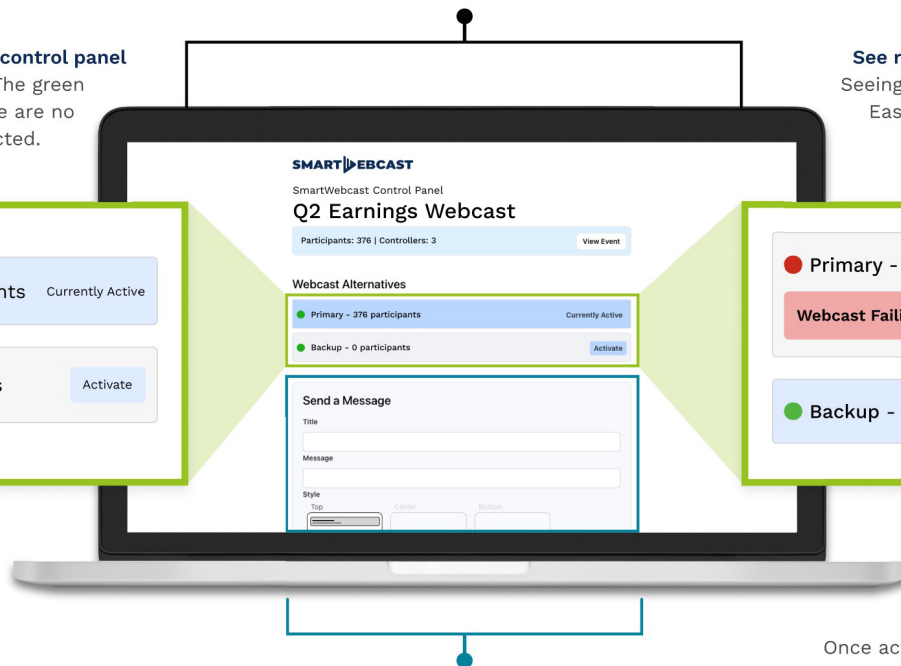 control panel
The green
e are no
cted.
See r
Seeing
Eas
SMARTWEBCAST
SmartWebcast Control Panel
Q2 Earnings Webcast
Participants: 376 | Controllers: 3
View Event
Webcast Alternatives
Primary - 376 participants
Currently Active
Backup - 0 participants
Activate
nts Currently Active
s Activate
Primary -
Webcast Faili
Backup -
Send a Message
Title
Message
Style
Top Center Bottom
Once ac